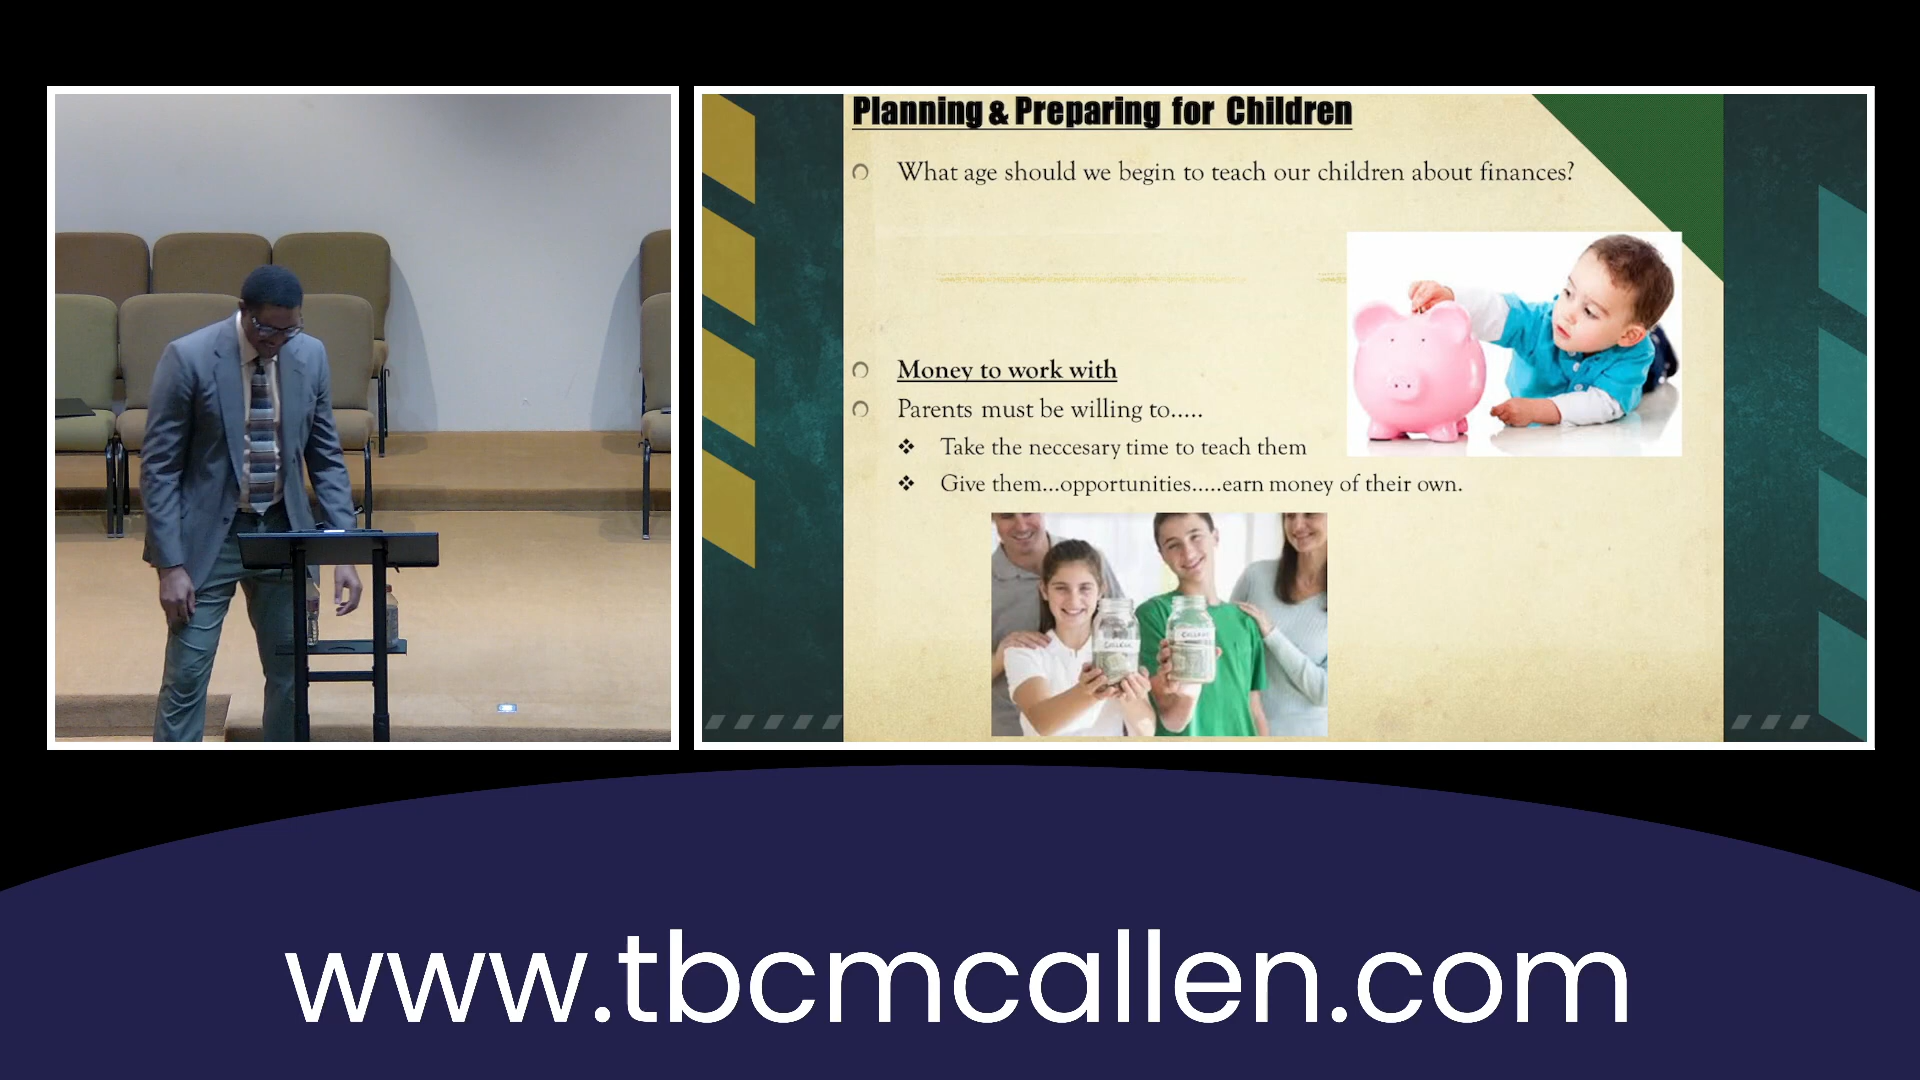 Planning & Preparing for Children
What age should we begin to teach our children about finances?
Money to work with
Parents must be willing to.....
Take the neccesary time to teach them
Give them...opportunities.....earn money of their own.
COLLEGE
COLLEGE
www.tbcmcallen.com